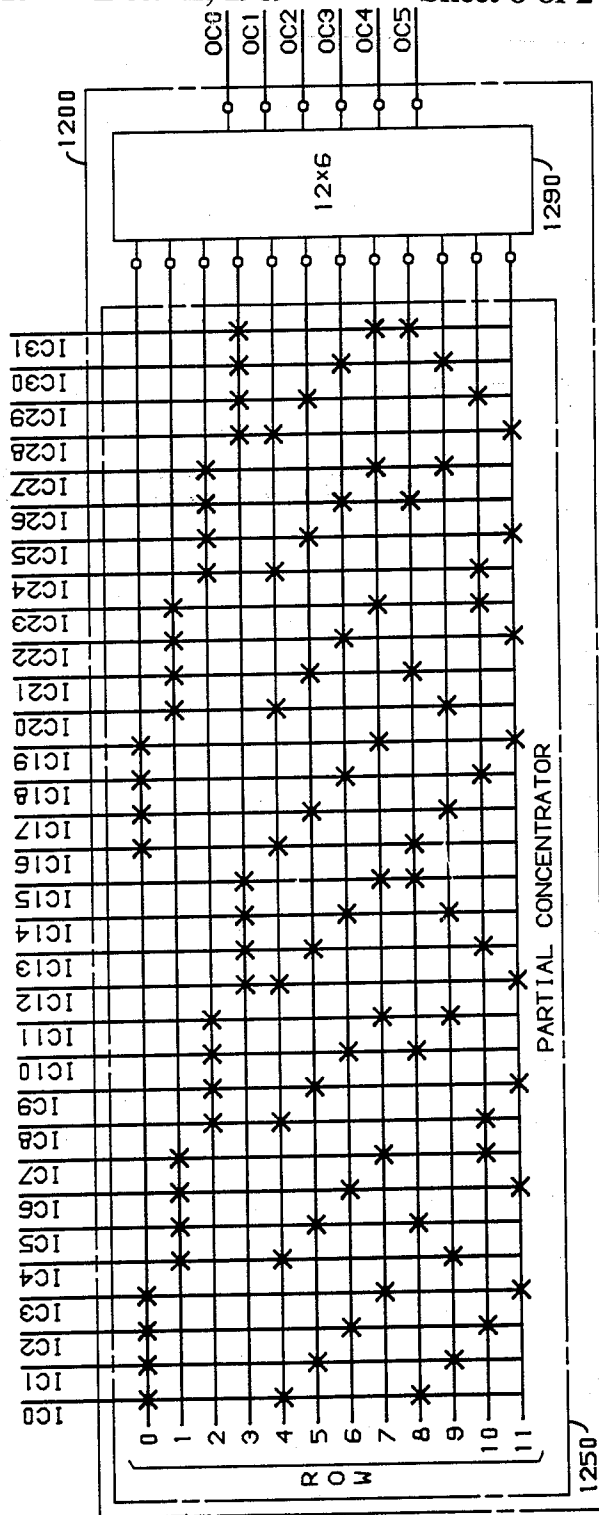 Sheet 6 of 2
OC0
OC1
OC2
OC3
OC4
OC5
1200
12×6
1290
IC31
IC30
IC29
IC28
IC27
IC26
IC25
IC24
IC23
IC22
IC21
IC20
IC19
IC18
IC17
IC16
IC15
IC14
IC13
IC12
IC11
IC10
IC9
IC8
IC7
IC6
IC5
IC4
IC3
IC2
IC1
IC0
PARTIAL CONCENTRATOR
0
1
2
3
4
5
6
7
8
9
10
11
ROW
1250